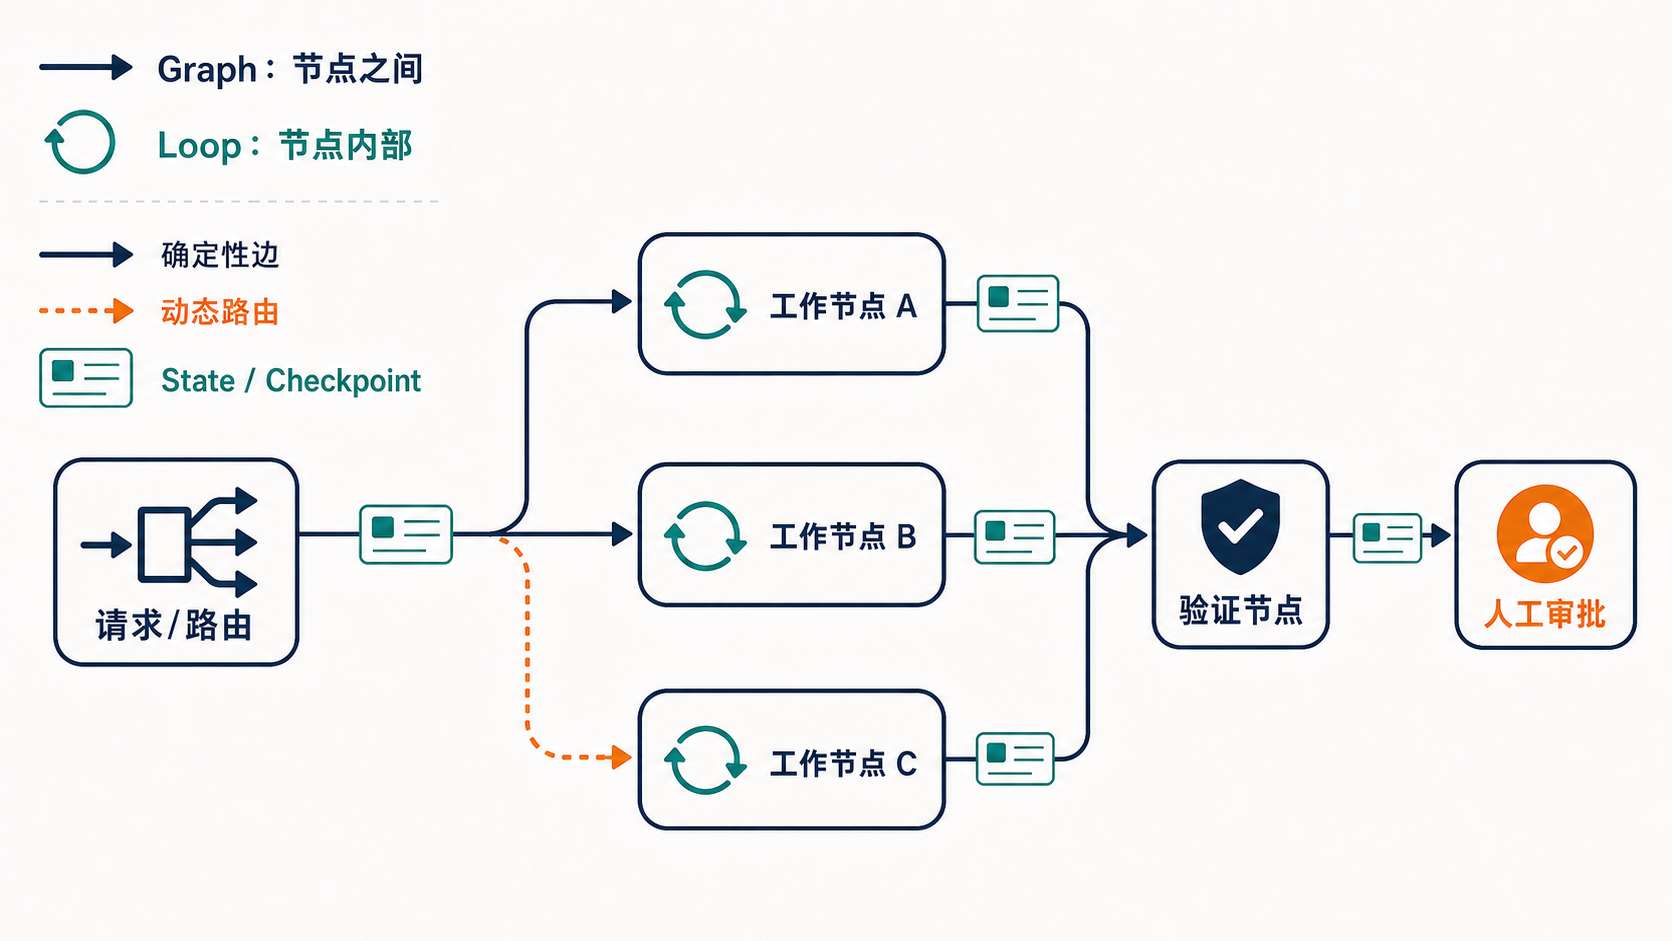 Graph：节点之间
Loop：节点内部
确定性边
动态路由
State / Checkpoint
请求/路由
工作节点 A
工作节点 B
工作节点 C
验证节点
人工审批